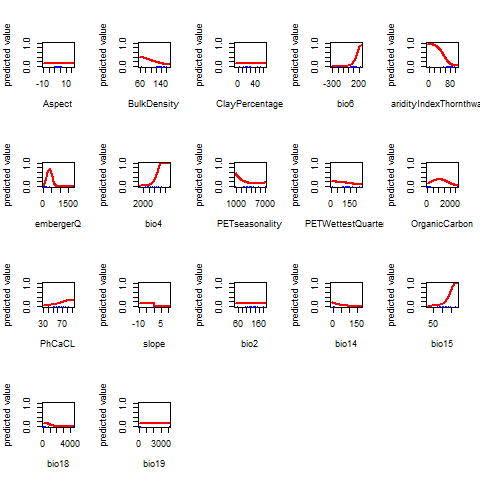 predicted value 0.0 1.0 -10 10 Aspect
predicted value 0.0 1.0 60 140 BulkDensity
predicted value 0.0 1.0 0 40 ClayPercentage
predicted value 0.0 1.0 -300 200 bio6
predicted value 0.0 1.0 0 80 aridityIndexThornthwa
predicted value 0.0 1.0 0 1500 embergerQ
predicted value 0.0 1.0 2000 bio4
predicted value 0.0 1.0 1000 7000 PETseasonality
predicted value 0.0 1.0 0 150 PETWettestQuarte
predicted value 0.0 1.0 0 2000 OrganicCarbon
predicted value 0.0 1.0 30 70 PhCaCL
predicted value 0.0 1.0 -10 5 slope
predicted value 0.0 1.0 60 160 bio2
predicted value 0.0 1.0 0 150 bio14
predicted value 0.0 1.0 50 bio15
predicted value 0.0 1.0 0 4000 bio18
predicted value 0.0 1.0 0 3000 bio19